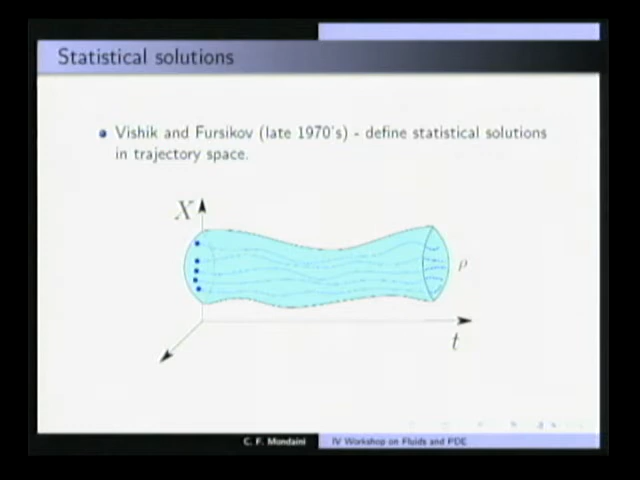 Statistical solutions
Vishik and Fursikov (late 1970's) - define statistical solutions
in trajectory space.
X
ρ
t
C. F. Mondaini
IV Workshop on Fluids and PDE